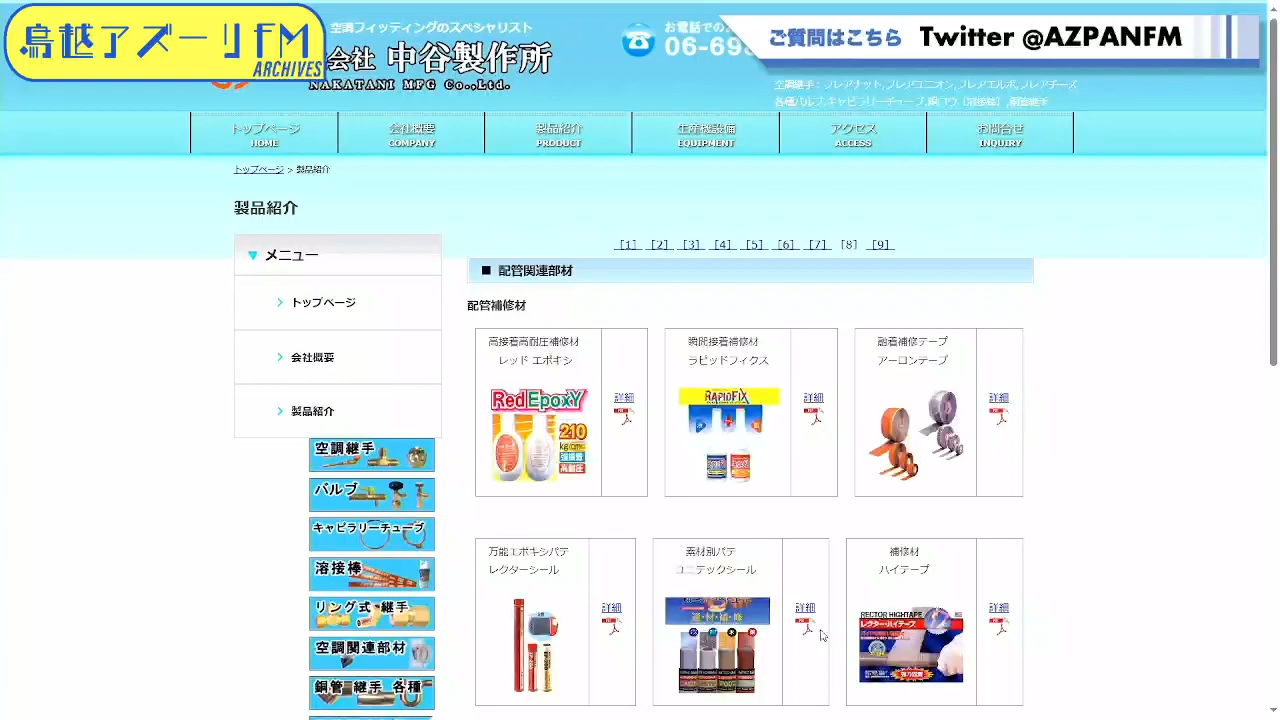 鳥越アズーリFM
ARCHIVES
空調フィッティングのスペシャリスト
会社 中谷製作所
NAKATANI MFG Co.,Ltd.
お電話でのお
06-69
ご質問はこちら Twitter @AZPANFM
空調継手：フレアナット,フレアユニオン,フレアエルボ,フレアチーズ
各種バルブ,キャピラリーチューブ,銅ロウ（溶接棒）,銅管継手
トップページ 会社概要 製品紹介 生産機設備 アクセス お問合せ
HOME COMPANY PRODUCT EQUIPMENT ACCESS INQUIRY
トップページ > 製品紹介
製品紹介
▼ メニュー
トップページ
会社概要
製品紹介
空調継手
バルブ
キャピラリーチューブ
溶接棒
リング式 継手
空調関連部材
銅管 継手 各種
[1] [2] [3] [4] [5] [6] [7] [8] [9]
■ 配管関連部材
配管補修材
高接着高耐圧補修材
レッド エポキシ
RedEpoxY
210
kg/cm
強接着
高耐圧
詳細
瞬間接着補修材
ラピッドフィクス
RAPIDFIX
詳細
融着補修テープ
アーロンテープ
詳細
万能エポキシパテ
レクターシール
詳細
素材別パテ
ユニテックシール
造・材・補・修
詳細
補修材
ハイテープ
RECTOR HIGHTAPE
レクター・ハイテープ
詳細